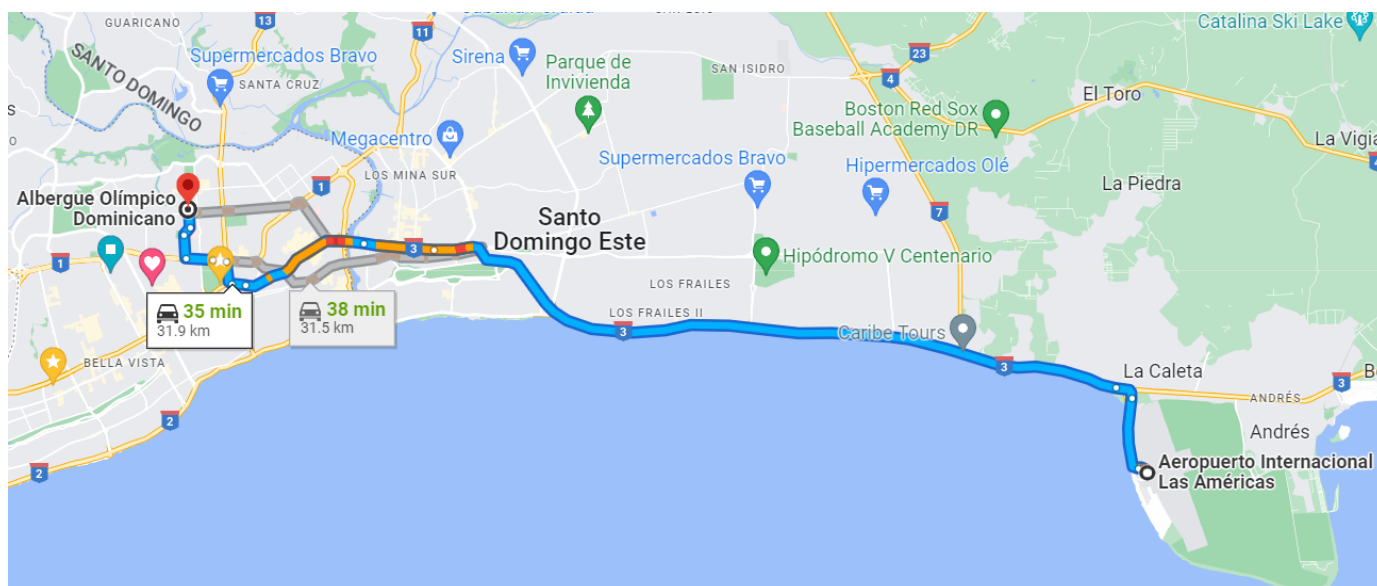 GUARICANO
13
11
SANTO DOMINGO
Supermercados Bravo
SANTA CRUZ
Sirena
Parque de
Invivienda
SAN ISIDRO
23
4
Catalina Ski Lake
El Toro
Boston Red Sox
Baseball Academy DR
La Vigia
4
Megacentro
LOS MINA SUR
Supermercados Bravo
Hipermercados Olé
La Piedra
Albergue Olímpico
Dominicano
1
7
Santo
Domingo Este
3
1
Hipódromo V Centenario
LOS FRAILES
35 min
31.9 km
38 min
31.5 km
LOS FRAILES II
3
Caribe Tours
BELLA VISTA
3
La Caleta
3
ANDRÉS
2
Andrés
2
Aeropuerto Internacional
Las Américas